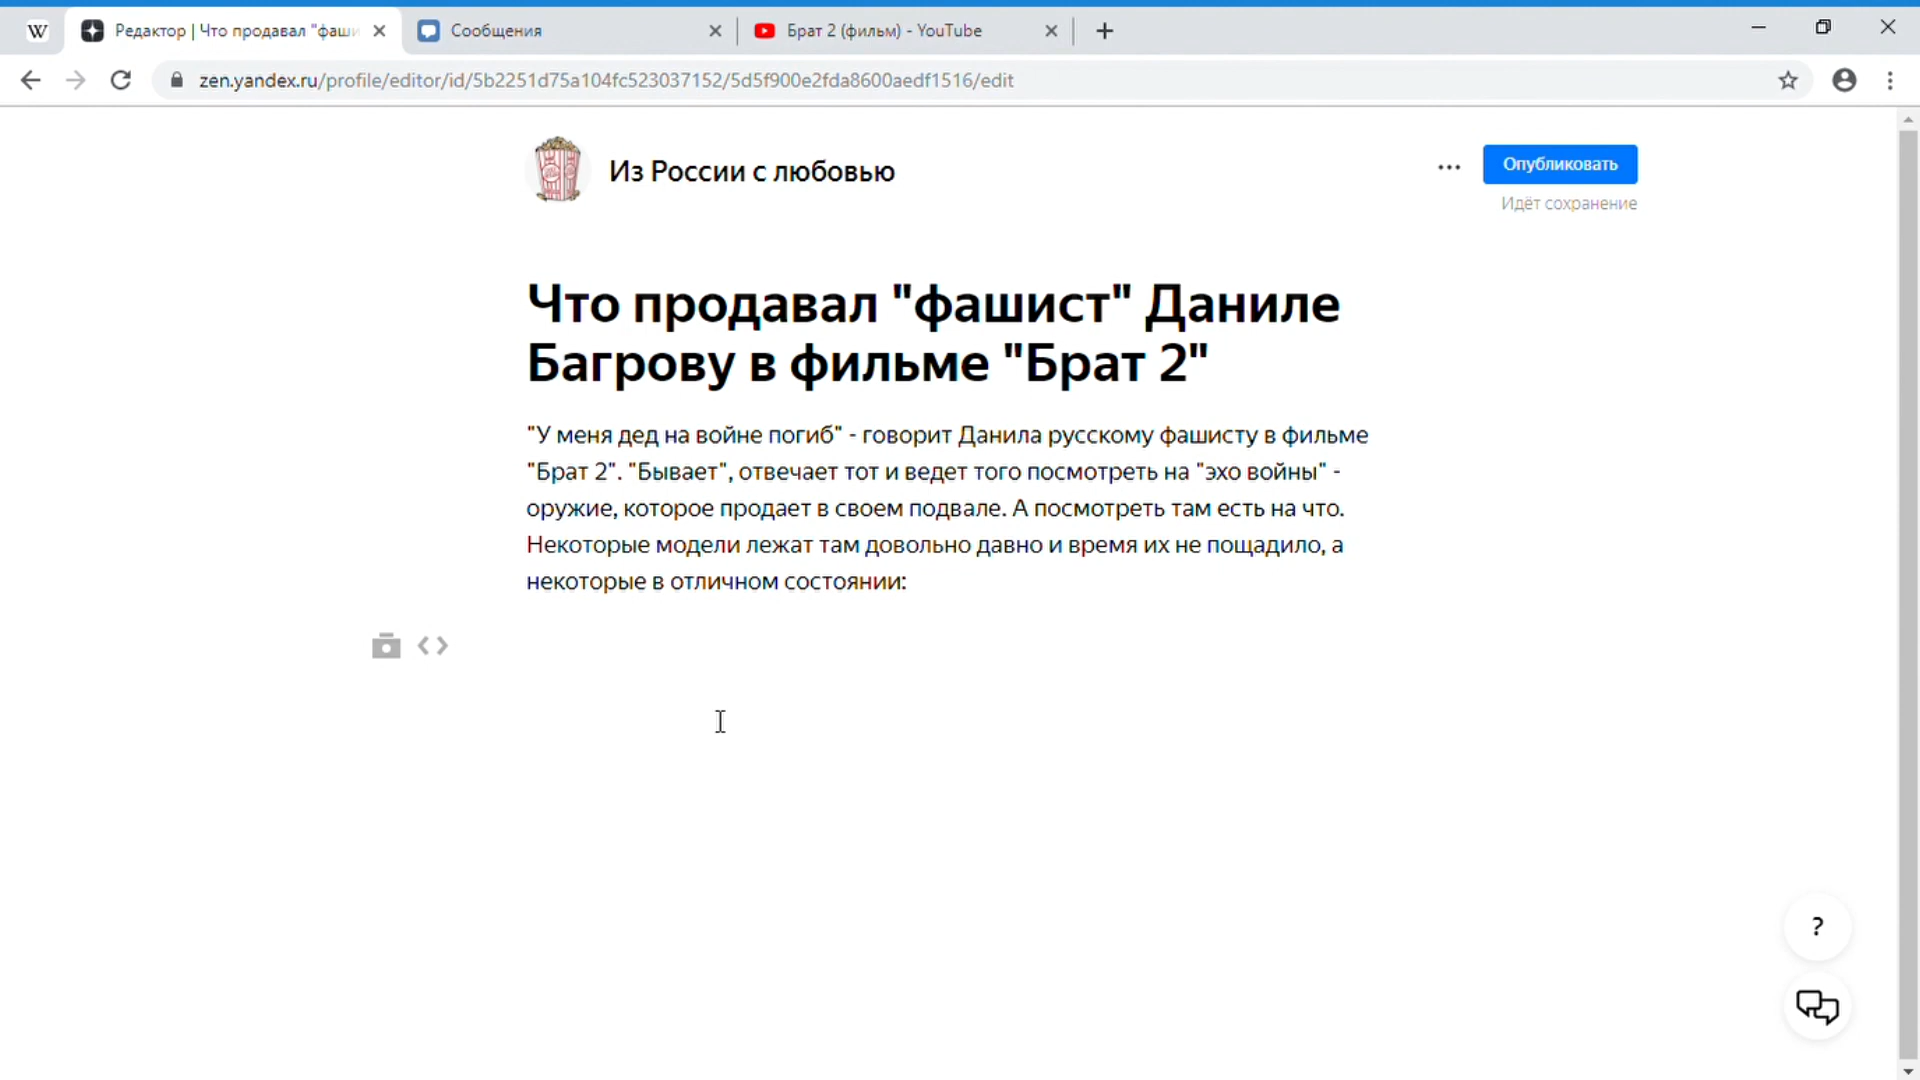 W
Редактор | Что продавал "фаши
Сообщения
Брат 2 (фильм) - YouTube
zen.yandex.ru/profile/editor/id/5b2251d75a104fc523037152/5d5f900e2fda8600aedf1516/edit
Из России с любовью
Опубликовать
Идёт сохранение
Что продавал "фашист" Даниле
Багрову в фильме "Брат 2"
"У меня дед на войне погиб" - говорит Данила русскому фашисту в фильме
"Брат 2". "Бывает", отвечает тот и ведет того посмотреть на "эхо войны" -
оружие, которое продает в своем подвале. А посмотреть там есть на что.
Некоторые модели лежат там довольно давно и время их не пощадило, а
некоторые в отличном состоянии:
?